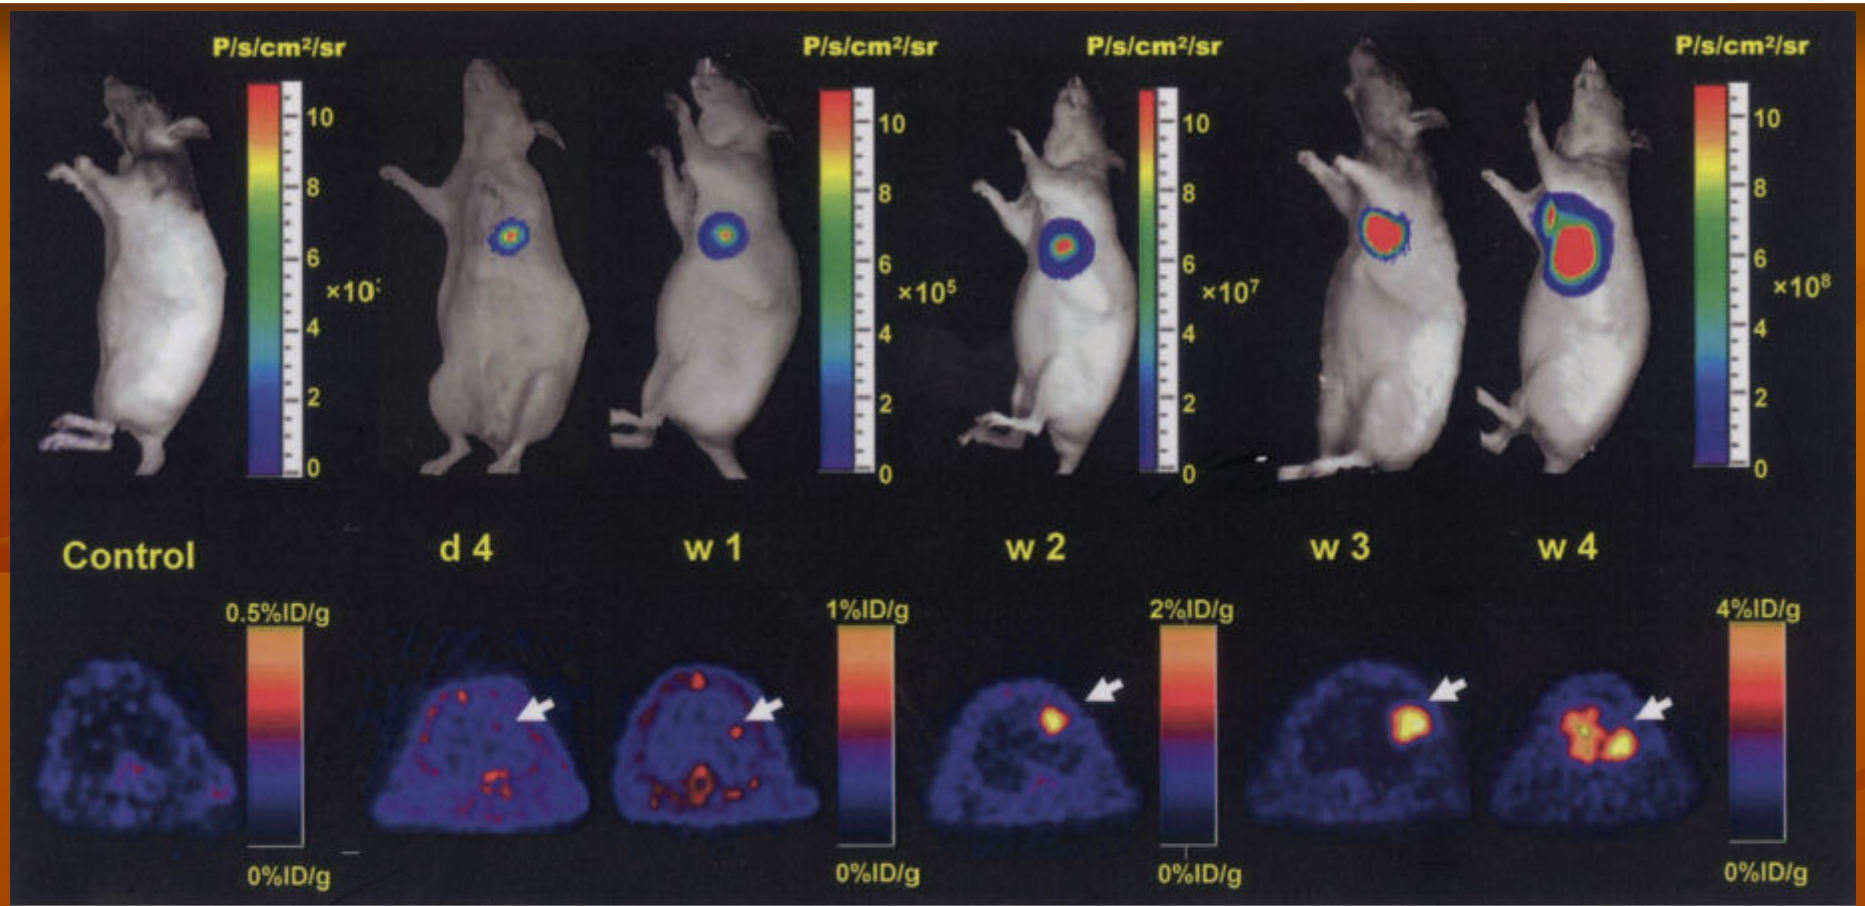 P/s/cm²/sr
10
8
6
4
2
0
P/s/cm²/sr
10
8
6
×10⁵
4
2
0
P/s/cm²/sr
10
8
6
×10⁷
4
2
0
P/s/cm²/sr
10
8
6
×10⁸
4
2
0
Control
d 4
w 1
w 2
w 3
w 4
0.5%ID/g
0%ID/g
1%ID/g
0%ID/g
2%ID/g
0%ID/g
4%ID/g
0%ID/g